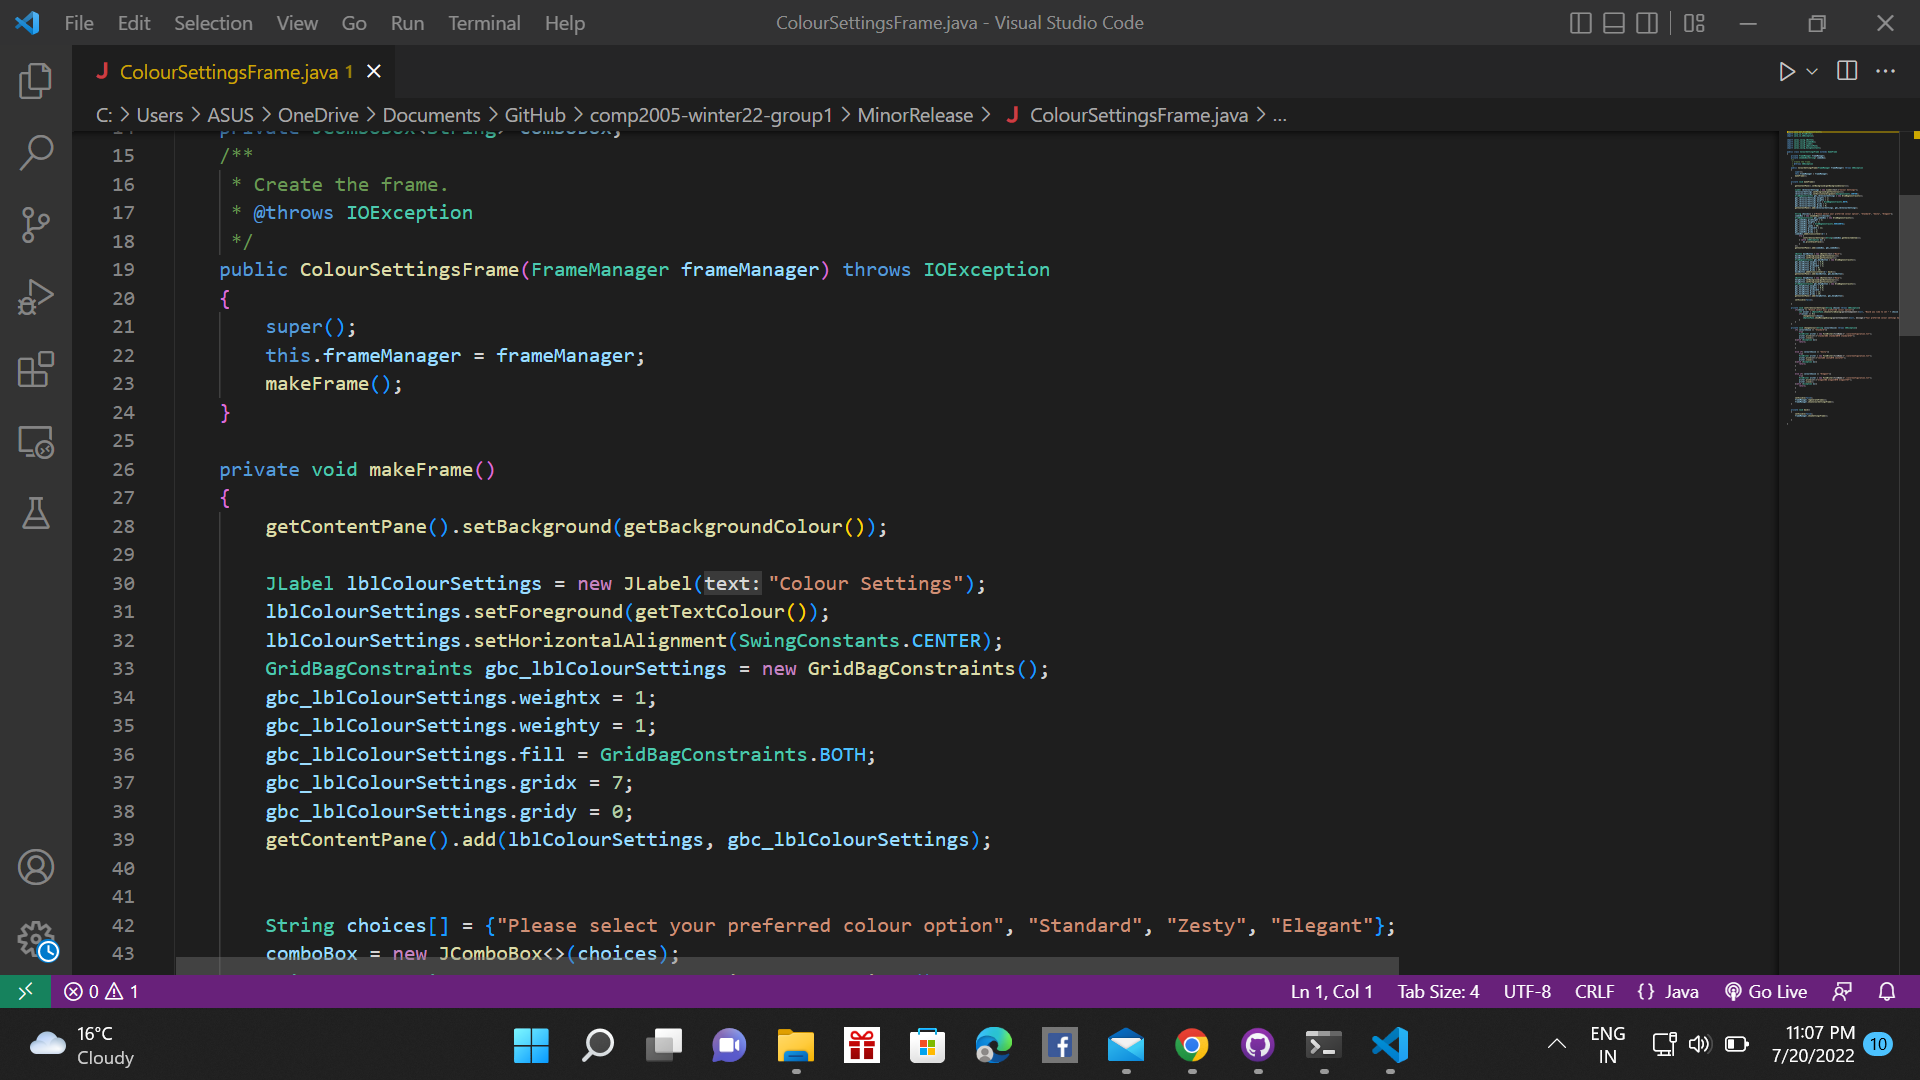 File Edit Selection View Go Run Terminal Help ColourSettingsFrame.java - Visual Studio Code
ColourSettingsFrame.java 1
C: > Users > ASUS > OneDrive > Documents > GitHub > comp2005-winter22-group1 > MinorRelease > ColourSettingsFrame.java > ...
15 /**
16 * Create the frame.
17 * @throws IOException
18 */
19 public ColourSettingsFrame(FrameManager frameManager) throws IOException
20 {
21 super();
22 this.frameManager = frameManager;
23 makeFrame();
24 }
25
26 private void makeFrame()
27 {
28 getContentPane().setBackground(getBackgroundColour());
29
30 JLabel lblColourSettings = new JLabel(text: "Colour Settings");
31 lblColourSettings.setForeground(getTextColour());
32 lblColourSettings.setHorizontalAlignment(SwingConstants.CENTER);
33 GridBagConstraints gbc_lblColourSettings = new GridBagConstraints();
34 gbc_lblColourSettings.weightx = 1;
35 gbc_lblColourSettings.weighty = 1;
36 gbc_lblColourSettings.fill = GridBagConstraints.BOTH;
37 gbc_lblColourSettings.gridx = 7;
38 gbc_lblColourSettings.gridy = 0;
39 getContentPane().add(lblColourSettings, gbc_lblColourSettings);
40
41
42 String choices[] = {"Please select your preferred colour option", "Standard", "Zesty", "Elegant"};
43 comboBox = new JComboBox<>(choices);
0 1 Ln 1, Col 1 Tab Size: 4 UTF-8 CRLF {} Java Go Live
16°C
Cloudy
ENG
IN
11:07 PM
7/20/2022
10